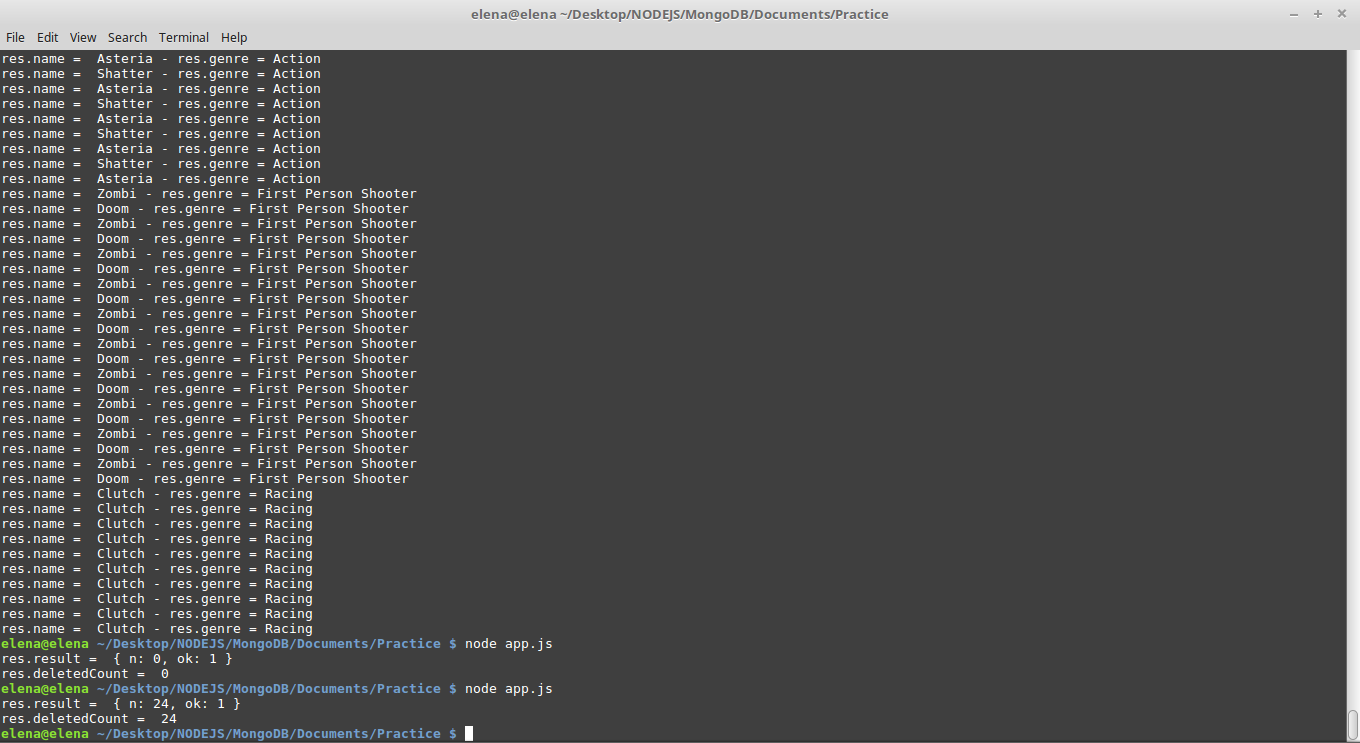 elena@elena ~/Desktop/NODEJS/MongoDB/Documents/Practice
File Edit View Search Terminal Help
res.name =  Asteria - res.genre = Action
res.name =  Shatter - res.genre = Action
res.name =  Asteria - res.genre = Action
res.name =  Shatter - res.genre = Action
res.name =  Asteria - res.genre = Action
res.name =  Shatter - res.genre = Action
res.name =  Asteria - res.genre = Action
res.name =  Shatter - res.genre = Action
res.name =  Asteria - res.genre = Action
res.name =  Zombi - res.genre = First Person Shooter
res.name =  Doom - res.genre = First Person Shooter
res.name =  Zombi - res.genre = First Person Shooter
res.name =  Doom - res.genre = First Person Shooter
res.name =  Zombi - res.genre = First Person Shooter
res.name =  Doom - res.genre = First Person Shooter
res.name =  Zombi - res.genre = First Person Shooter
res.name =  Doom - res.genre = First Person Shooter
res.name =  Zombi - res.genre = First Person Shooter
res.name =  Doom - res.genre = First Person Shooter
res.name =  Zombi - res.genre = First Person Shooter
res.name =  Doom - res.genre = First Person Shooter
res.name =  Zombi - res.genre = First Person Shooter
res.name =  Doom - res.genre = First Person Shooter
res.name =  Zombi - res.genre = First Person Shooter
res.name =  Doom - res.genre = First Person Shooter
res.name =  Zombi - res.genre = First Person Shooter
res.name =  Doom - res.genre = First Person Shooter
res.name =  Zombi - res.genre = First Person Shooter
res.name =  Doom - res.genre = First Person Shooter
res.name =  Clutch - res.genre = Racing
res.name =  Clutch - res.genre = Racing
res.name =  Clutch - res.genre = Racing
res.name =  Clutch - res.genre = Racing
res.name =  Clutch - res.genre = Racing
res.name =  Clutch - res.genre = Racing
res.name =  Clutch - res.genre = Racing
res.name =  Clutch - res.genre = Racing
res.name =  Clutch - res.genre = Racing
res.name =  Clutch - res.genre = Racing
elena@elena ~/Desktop/NODEJS/MongoDB/Documents/Practice $ node app.js
res.result =  { n: 0, ok: 1 }
res.deletedCount =  0
elena@elena ~/Desktop/NODEJS/MongoDB/Documents/Practice $ node app.js
res.result =  { n: 24, ok: 1 }
res.deletedCount =  24
elena@elena ~/Desktop/NODEJS/MongoDB/Documents/Practice $